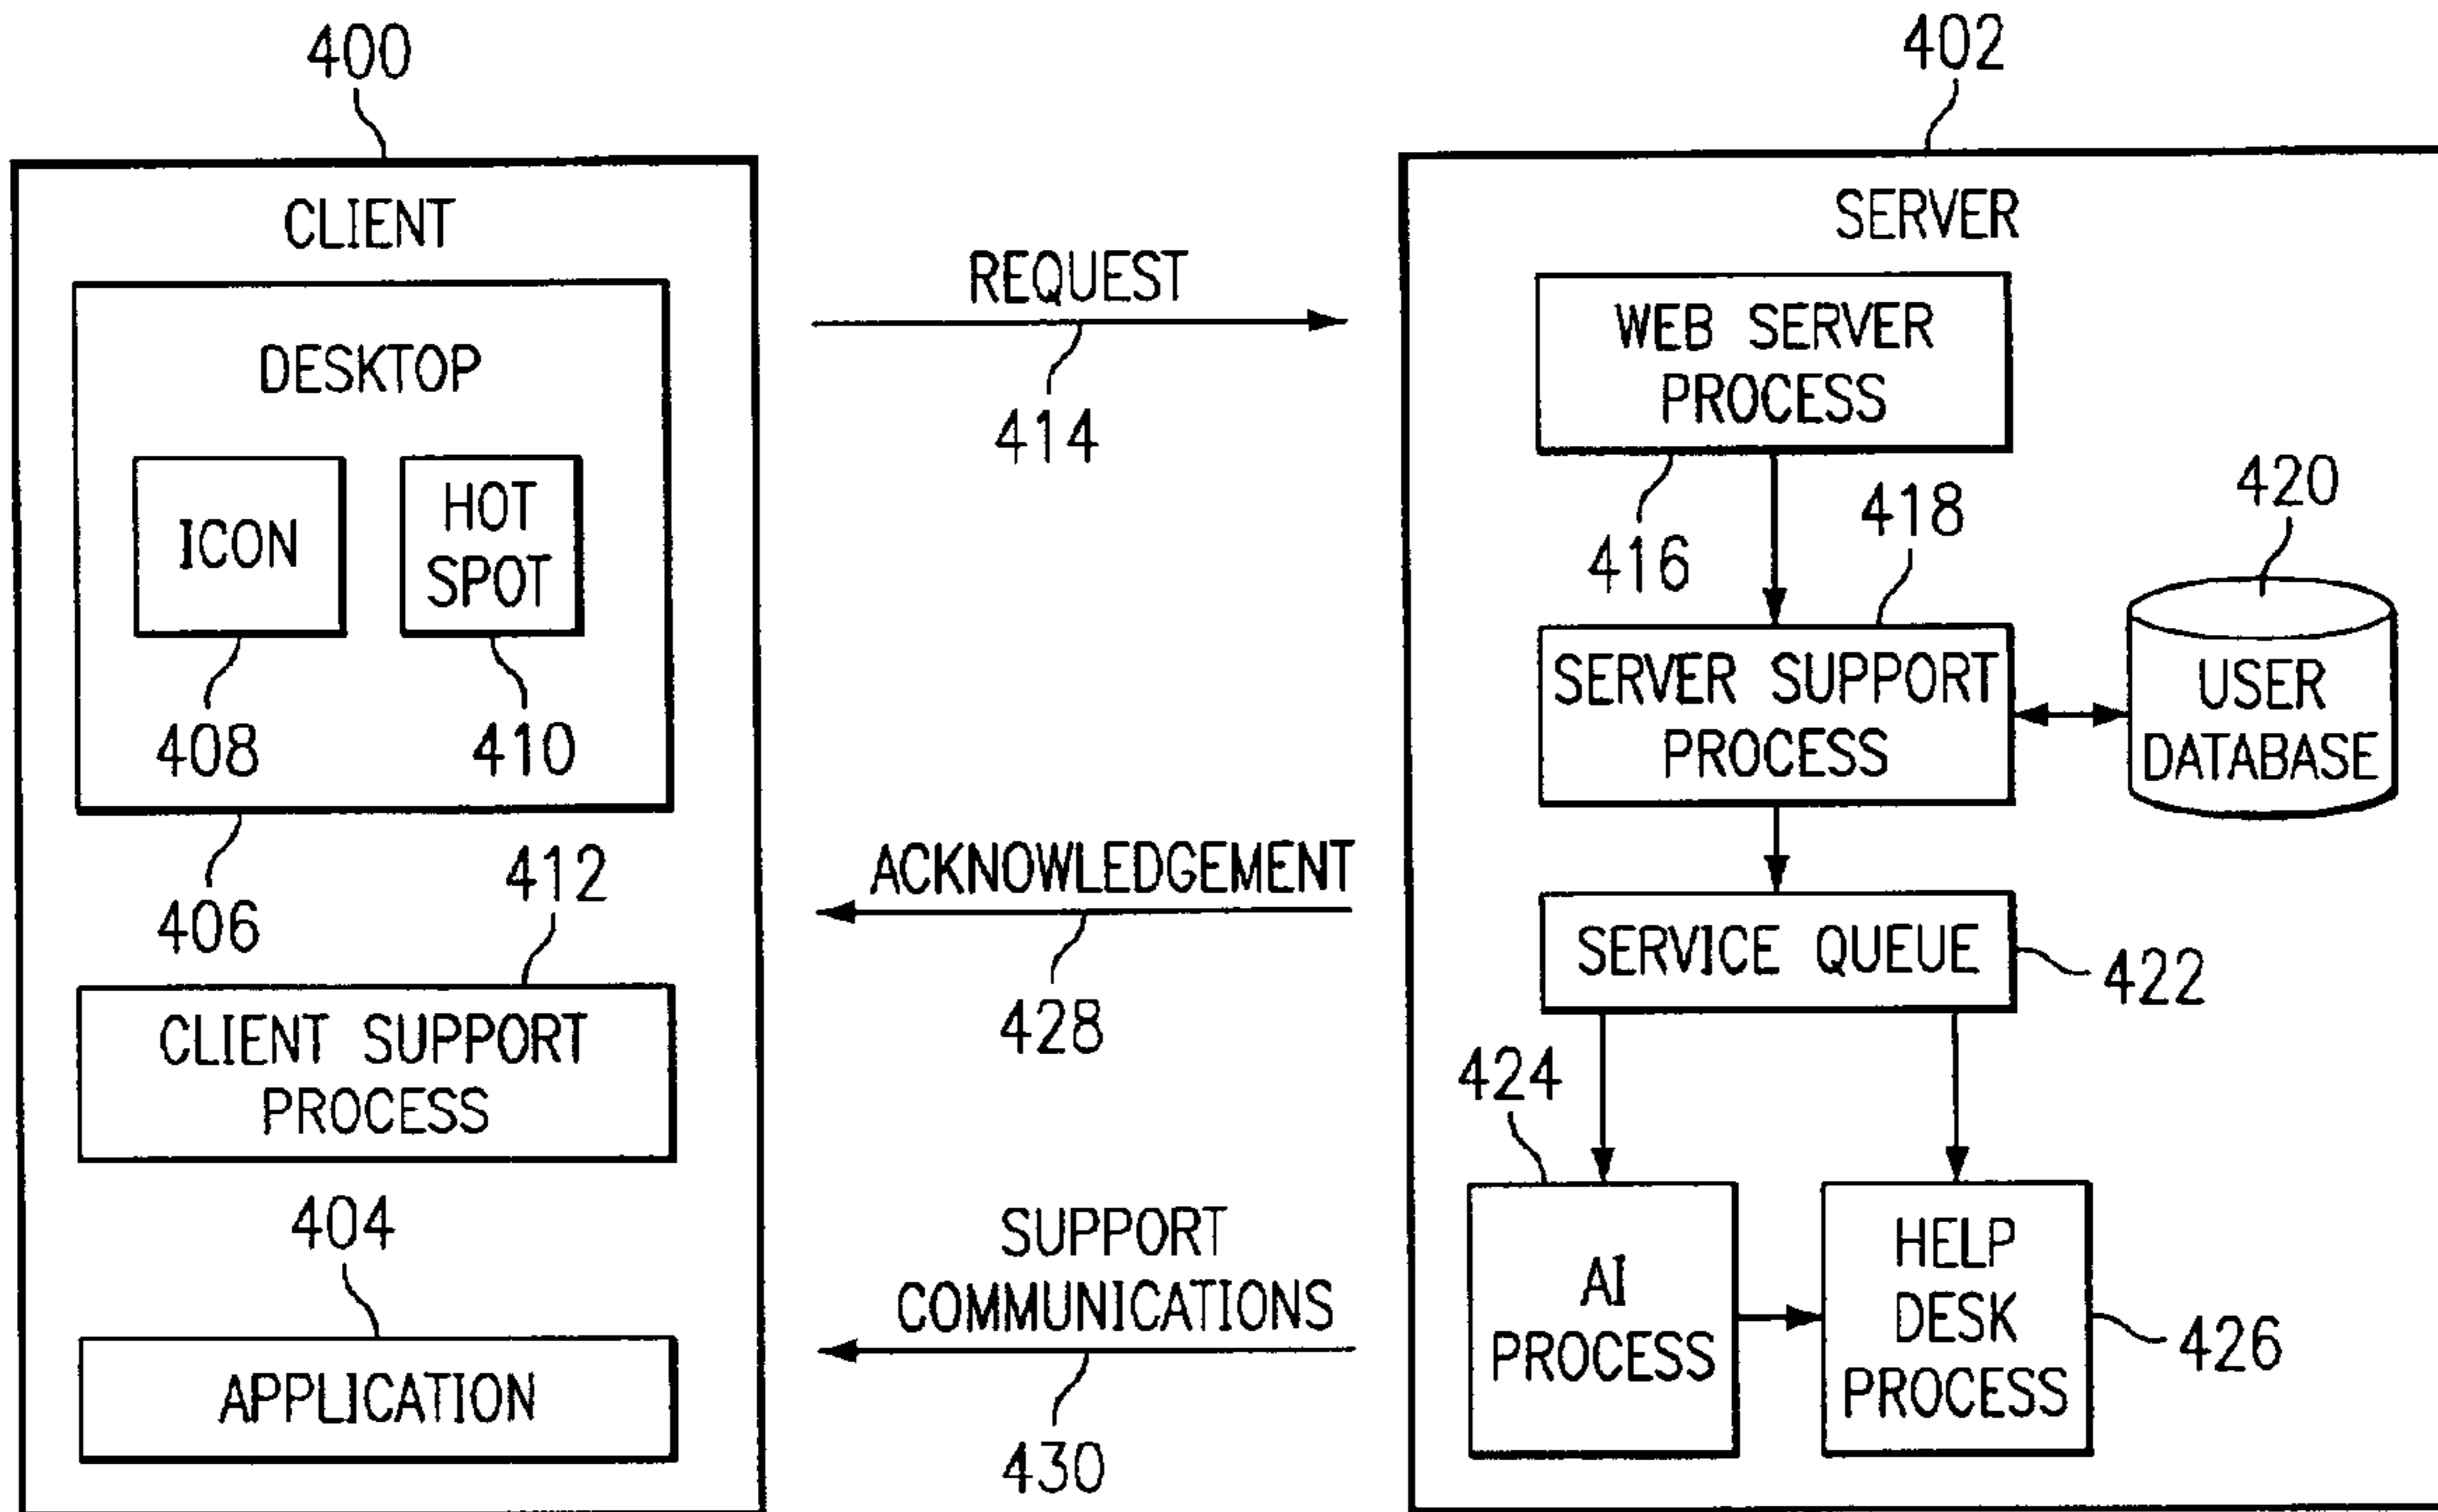 400
CLIENT
DESKTOP
ICON
HOT
SPOT
408
410
406
412
CLIENT SUPPORT
PROCESS
404
APPLICATION
REQUEST
414
ACKNOWLEDGEMENT
428
SUPPORT
COMMUNICATIONS
430
402
SERVER
WEB SERVER
PROCESS
416
418
420
SERVER SUPPORT
PROCESS
USER
DATABASE
SERVICE QUEUE
422
424
AI
PROCESS
HELP
DESK
PROCESS
426